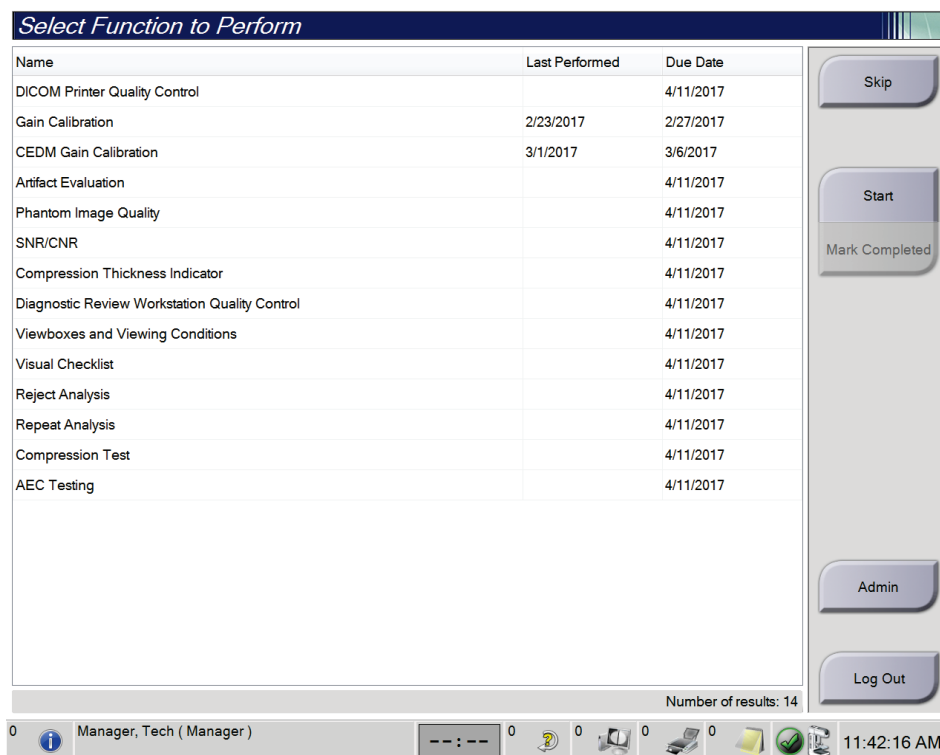 Select Function to Perform
Name Last Performed Due Date
DICOM Printer Quality Control 4/11/2017
Gain Calibration 2/23/2017 2/27/2017
CEDM Gain Calibration 3/1/2017 3/6/2017
Artifact Evaluation 4/11/2017
Phantom Image Quality 4/11/2017
SNR/CNR 4/11/2017
Compression Thickness Indicator 4/11/2017
Diagnostic Review Workstation Quality Control 4/11/2017
Viewboxes and Viewing Conditions 4/11/2017
Visual Checklist 4/11/2017
Reject Analysis 4/11/2017
Repeat Analysis 4/11/2017
Compression Test 4/11/2017
AEC Testing 4/11/2017
Number of results: 14
Skip
Start
Mark Completed
Admin
Log Out
0 Manager, Tech ( Manager ) --:-- 0 0 0 0 11:42:16 AM